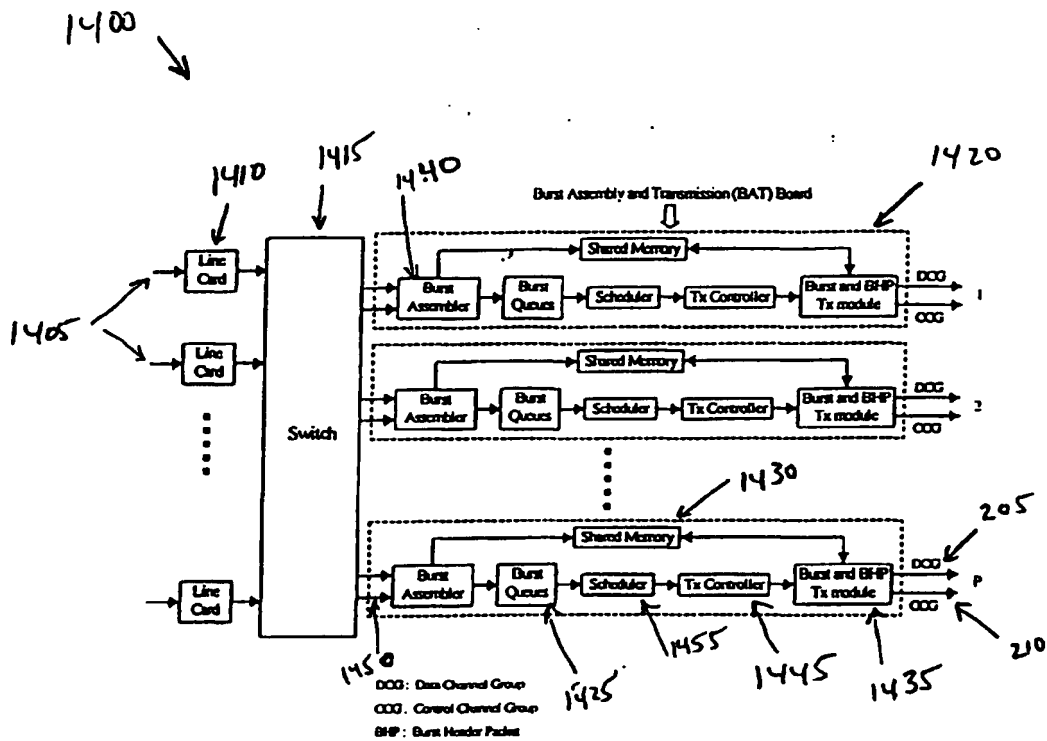 1400
1410
1415
1440
1420
Burst Assembly and Transmission (BAT) Board
1405
Line Card
Shared Memory
Burst Assembler
Burst Queues
Scheduler
Tx Controller
Burst and BHP Tx module
DCG
CCG
1
Line Card
Switch
Shared Memory
Burst Assembler
Burst Queues
Scheduler
Tx Controller
Burst and BHP Tx module
DCG
CCG
2
1430
205
Line Card
Shared Memory
Burst Assembler
Burst Queues
Scheduler
Tx Controller
Burst and BHP Tx module
DCG
CCG
P
210
1450
1425
1455
1445
1435
DCG: Data Channel Group
CCG: Control Channel Group
BHP: Burst Header Packet